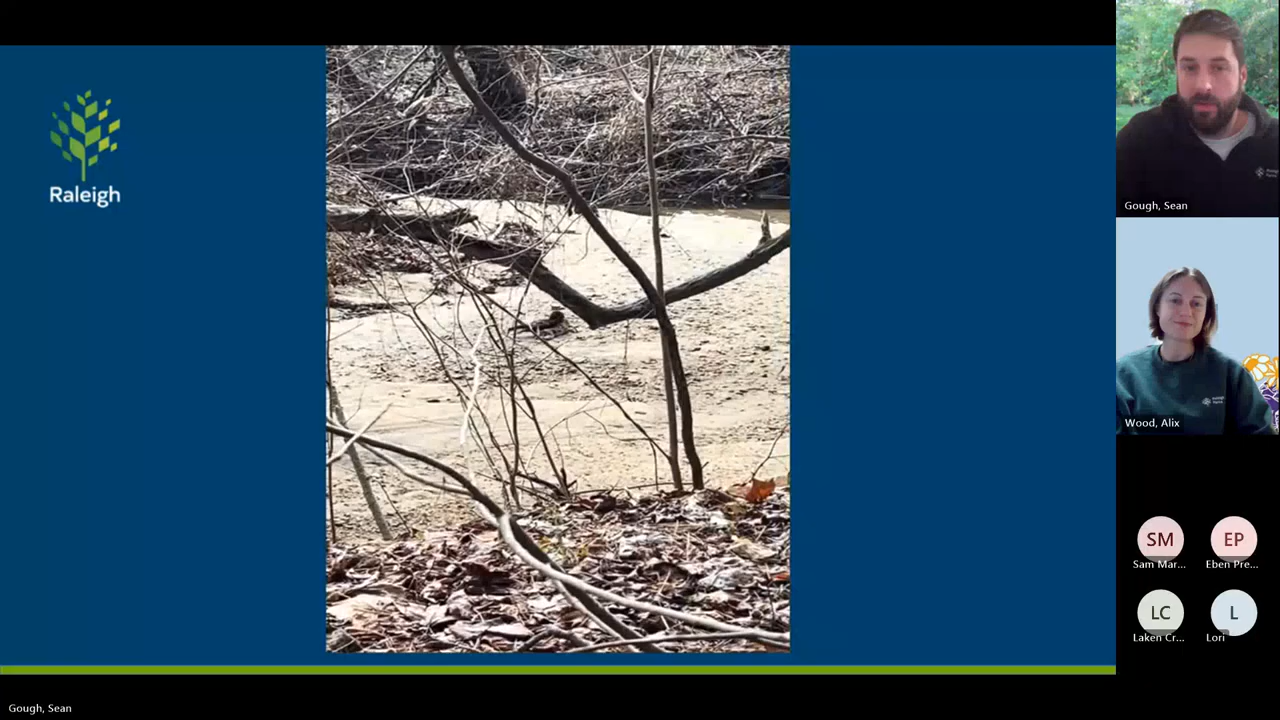 Raleigh
Gough, Sean
Wood, Alix
SM
EP
Sam Mar...
Eben Pre...
LC
L
Laken Cr...
Lori
Gough, Sean